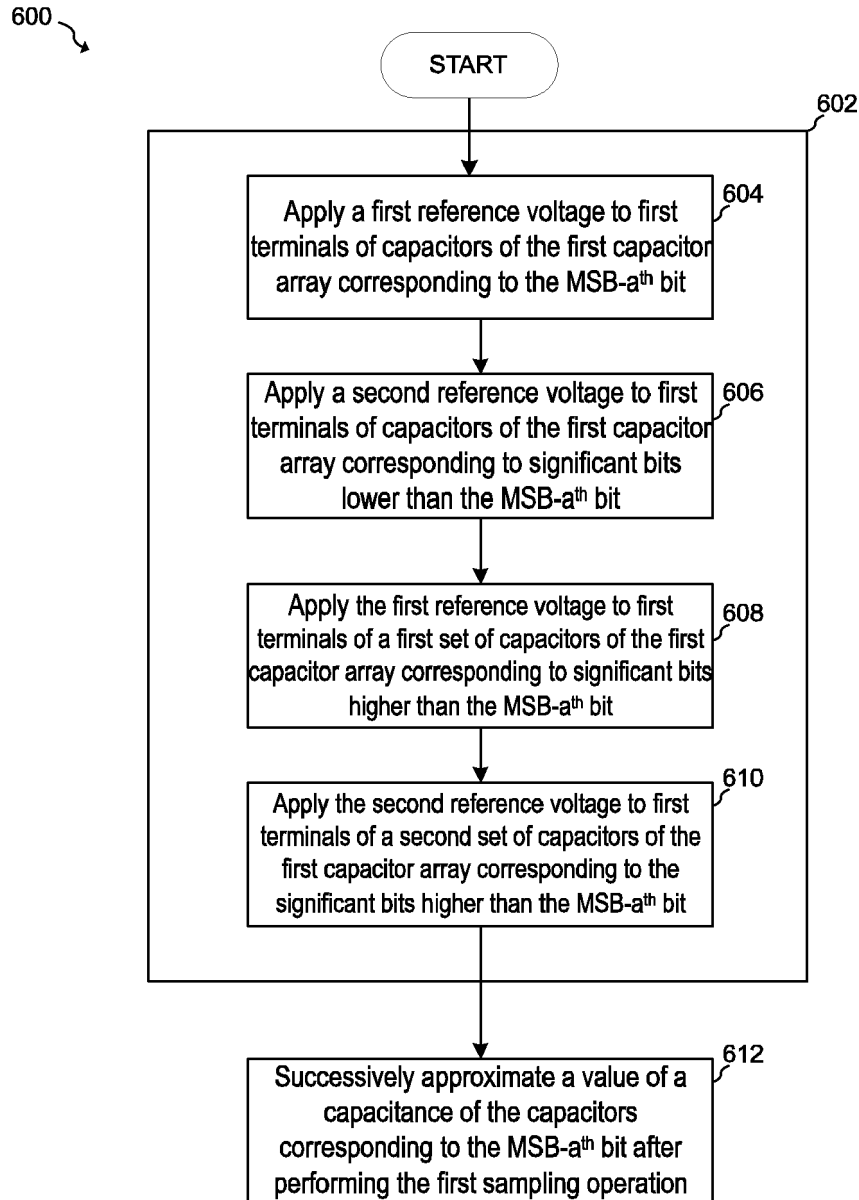 600
START
602
604
Apply a first reference voltage to first
terminals of capacitors of the first capacitor
array corresponding to the MSB-aᵗʰ bit
606
Apply a second reference voltage to first
terminals of capacitors of the first capacitor
array corresponding to significant bits
lower than the MSB-aᵗʰ bit
608
Apply the first reference voltage to first
terminals of a first set of capacitors of the first
capacitor array corresponding to significant bits
higher than the MSB-aᵗʰ bit
610
Apply the second reference voltage to first
terminals of a second set of capacitors of the
first capacitor array corresponding to the
significant bits higher than the MSB-aᵗʰ bit
612
Successively approximate a value of a
capacitance of the capacitors
corresponding to the MSB-aᵗʰ bit after
performing the first sampling operation